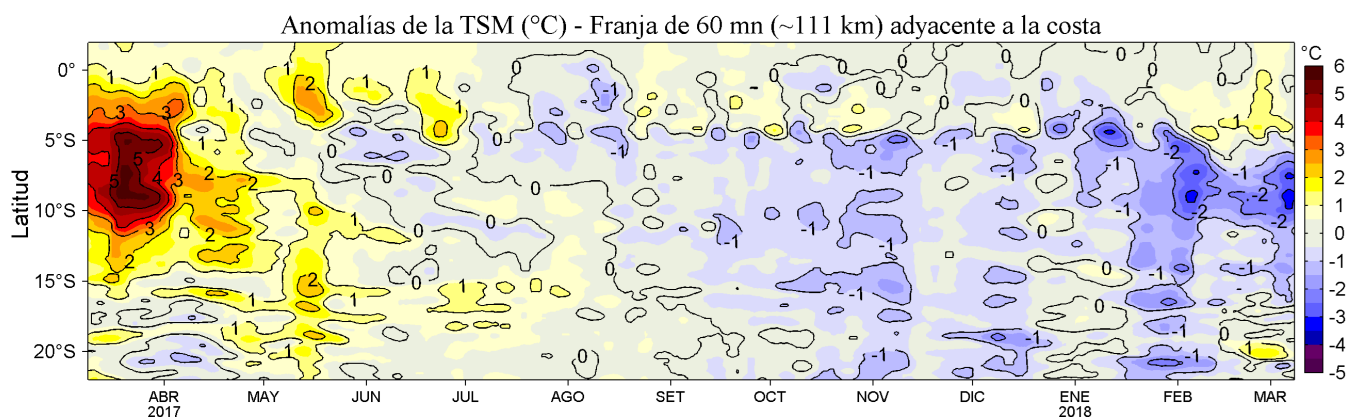 Anomalías de la TSM (°C) - Franja de 60 mn (~111 km) adyacente a la costa
Latitud
0°
5°S
10°S
15°S
20°S
ABR MAY JUN JUL AGO SET OCT NOV DIC ENE FEB MAR
2017 2018
°C
6
5
4
3
2
1
0
-1
-2
-3
-4
-5